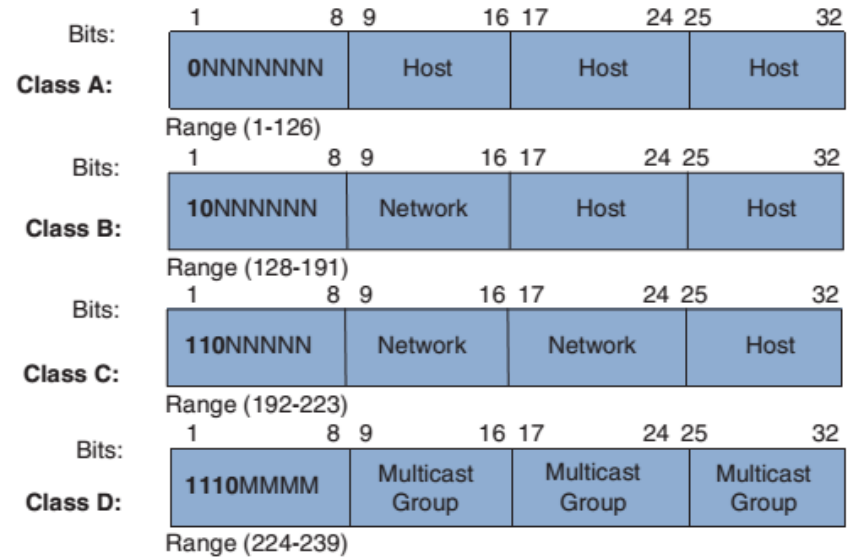 Bits: 1 8 9 16 17 24 25 32
Class A: 0NNNNNNN Host Host Host
Range (1-126)
Bits: 1 8 9 16 17 24 25 32
Class B: 10NNNNNN Network Host Host
Range (128-191)
Bits: 1 8 9 16 17 24 25 32
Class C: 110NNNNN Network Network Host
Range (192-223)
Bits: 1 8 9 16 17 24 25 32
Class D: 1110MMMM Multicast Group Multicast Group Multicast Group
Range (224-239)